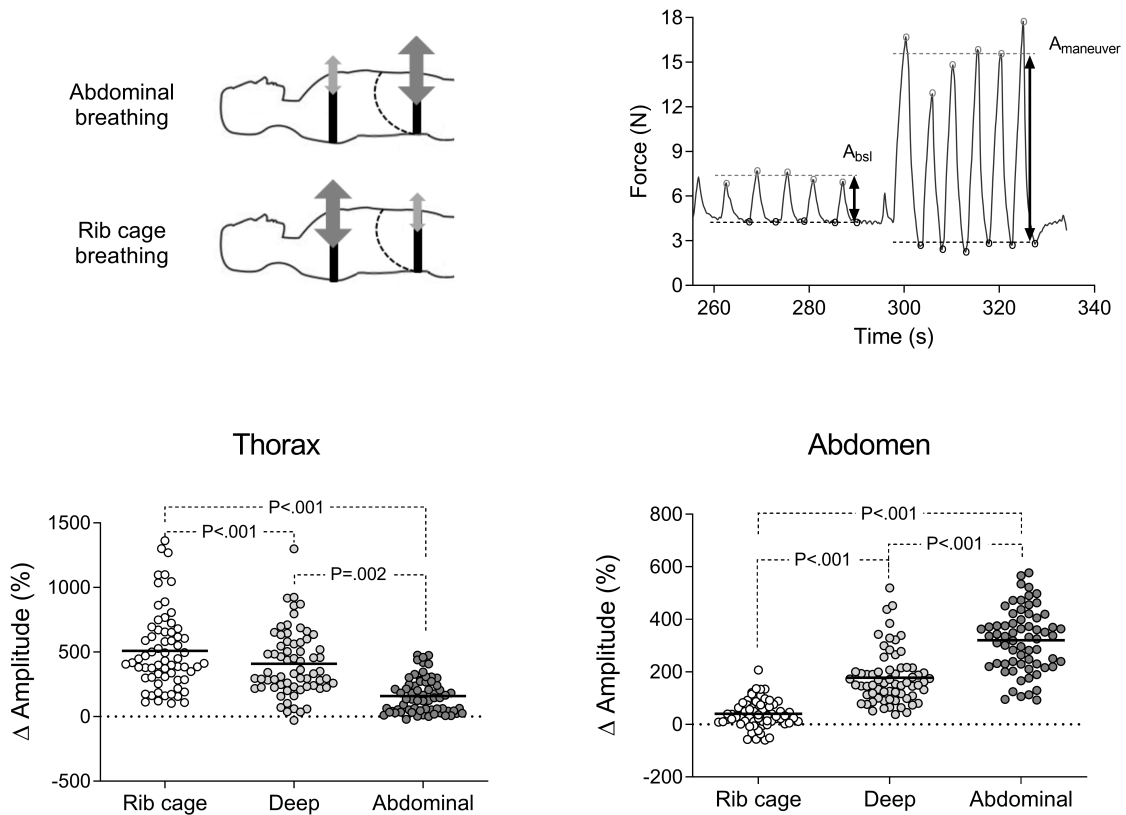 Abdominal
breathing
Rib cage
breathing
18
15
12
9
6
3
0
Force (N)
A_bsl
A_maneuver
260 280 300 320 340
Time (s)
Thorax
Δ Amplitude (%)
1500
1000
500
0
-500
P<.001
P<.001
P=.002
Rib cage Deep Abdominal
Abdomen
Δ Amplitude (%)
800
600
400
200
0
-200
P<.001
P<.001
P<.001
Rib cage Deep Abdominal